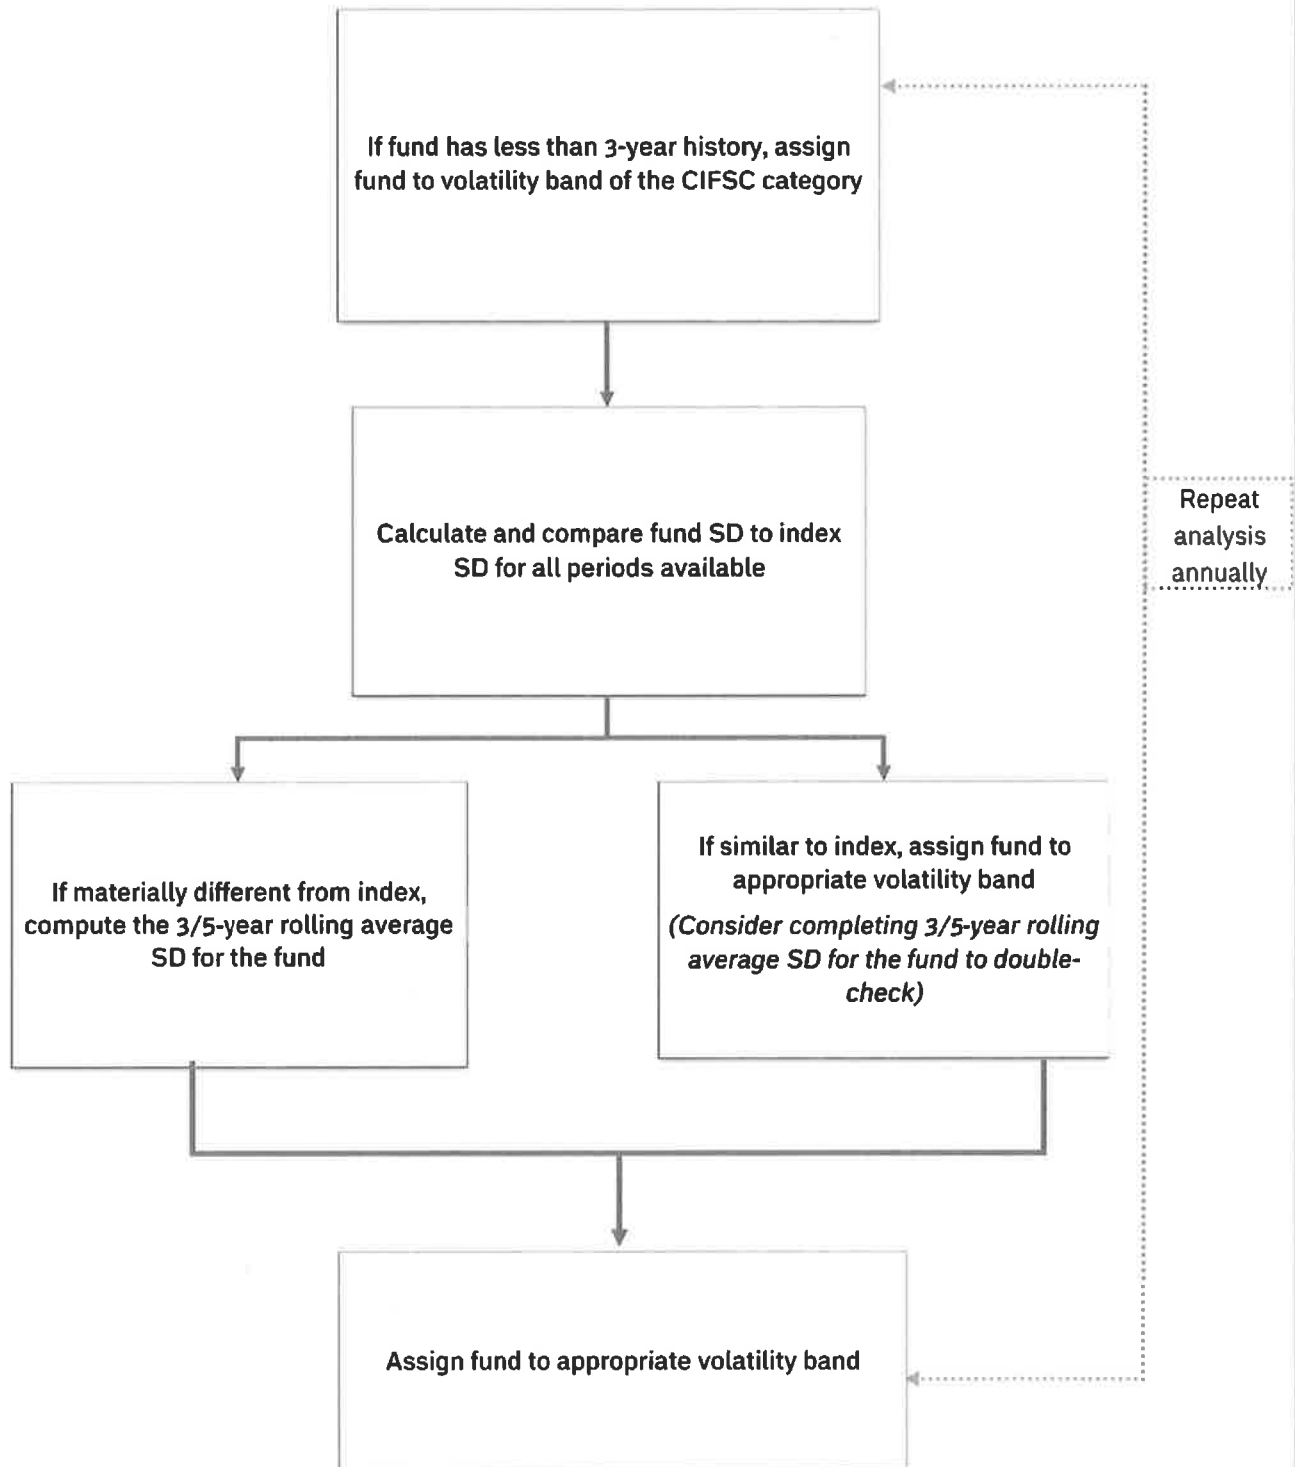 If fund has less than 3-year history, assign
fund to volatility band of the CIFSC category
Calculate and compare fund SD to index
SD for all periods available
Repeat
analysis
annually
If materially different from index,
compute the 3/5-year rolling average
SD for the fund
If similar to index, assign fund to
appropriate volatility band
(Consider completing 3/5-year rolling
average SD for the fund to double-
check)
Assign fund to appropriate volatility band